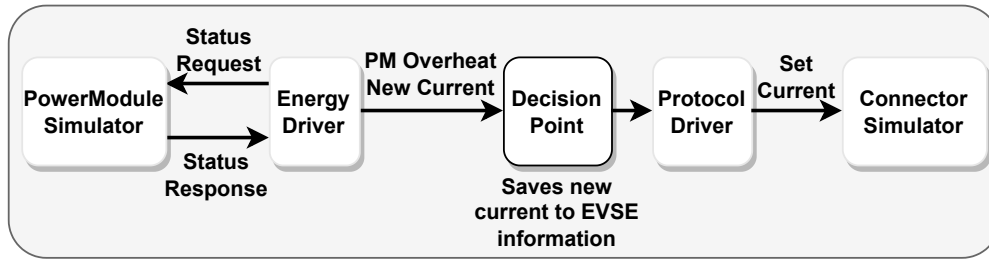 Status
Request
PowerModule
Simulator
Status
Response
Energy
Driver
PM Overheat
New Current
Decision
Point
Saves new
current to EVSE
information
Protocol
Driver
Set
Current
Connector
Simulator